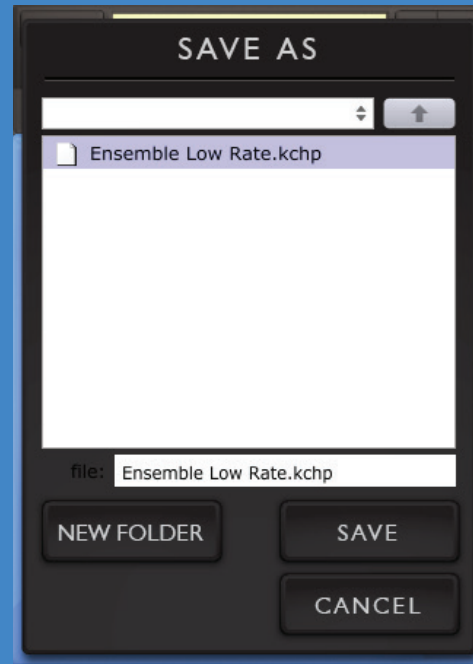 SAVE AS
Ensemble Low Rate.kchp
file: Ensemble Low Rate.kchp
NEW FOLDER SAVE
CANCEL